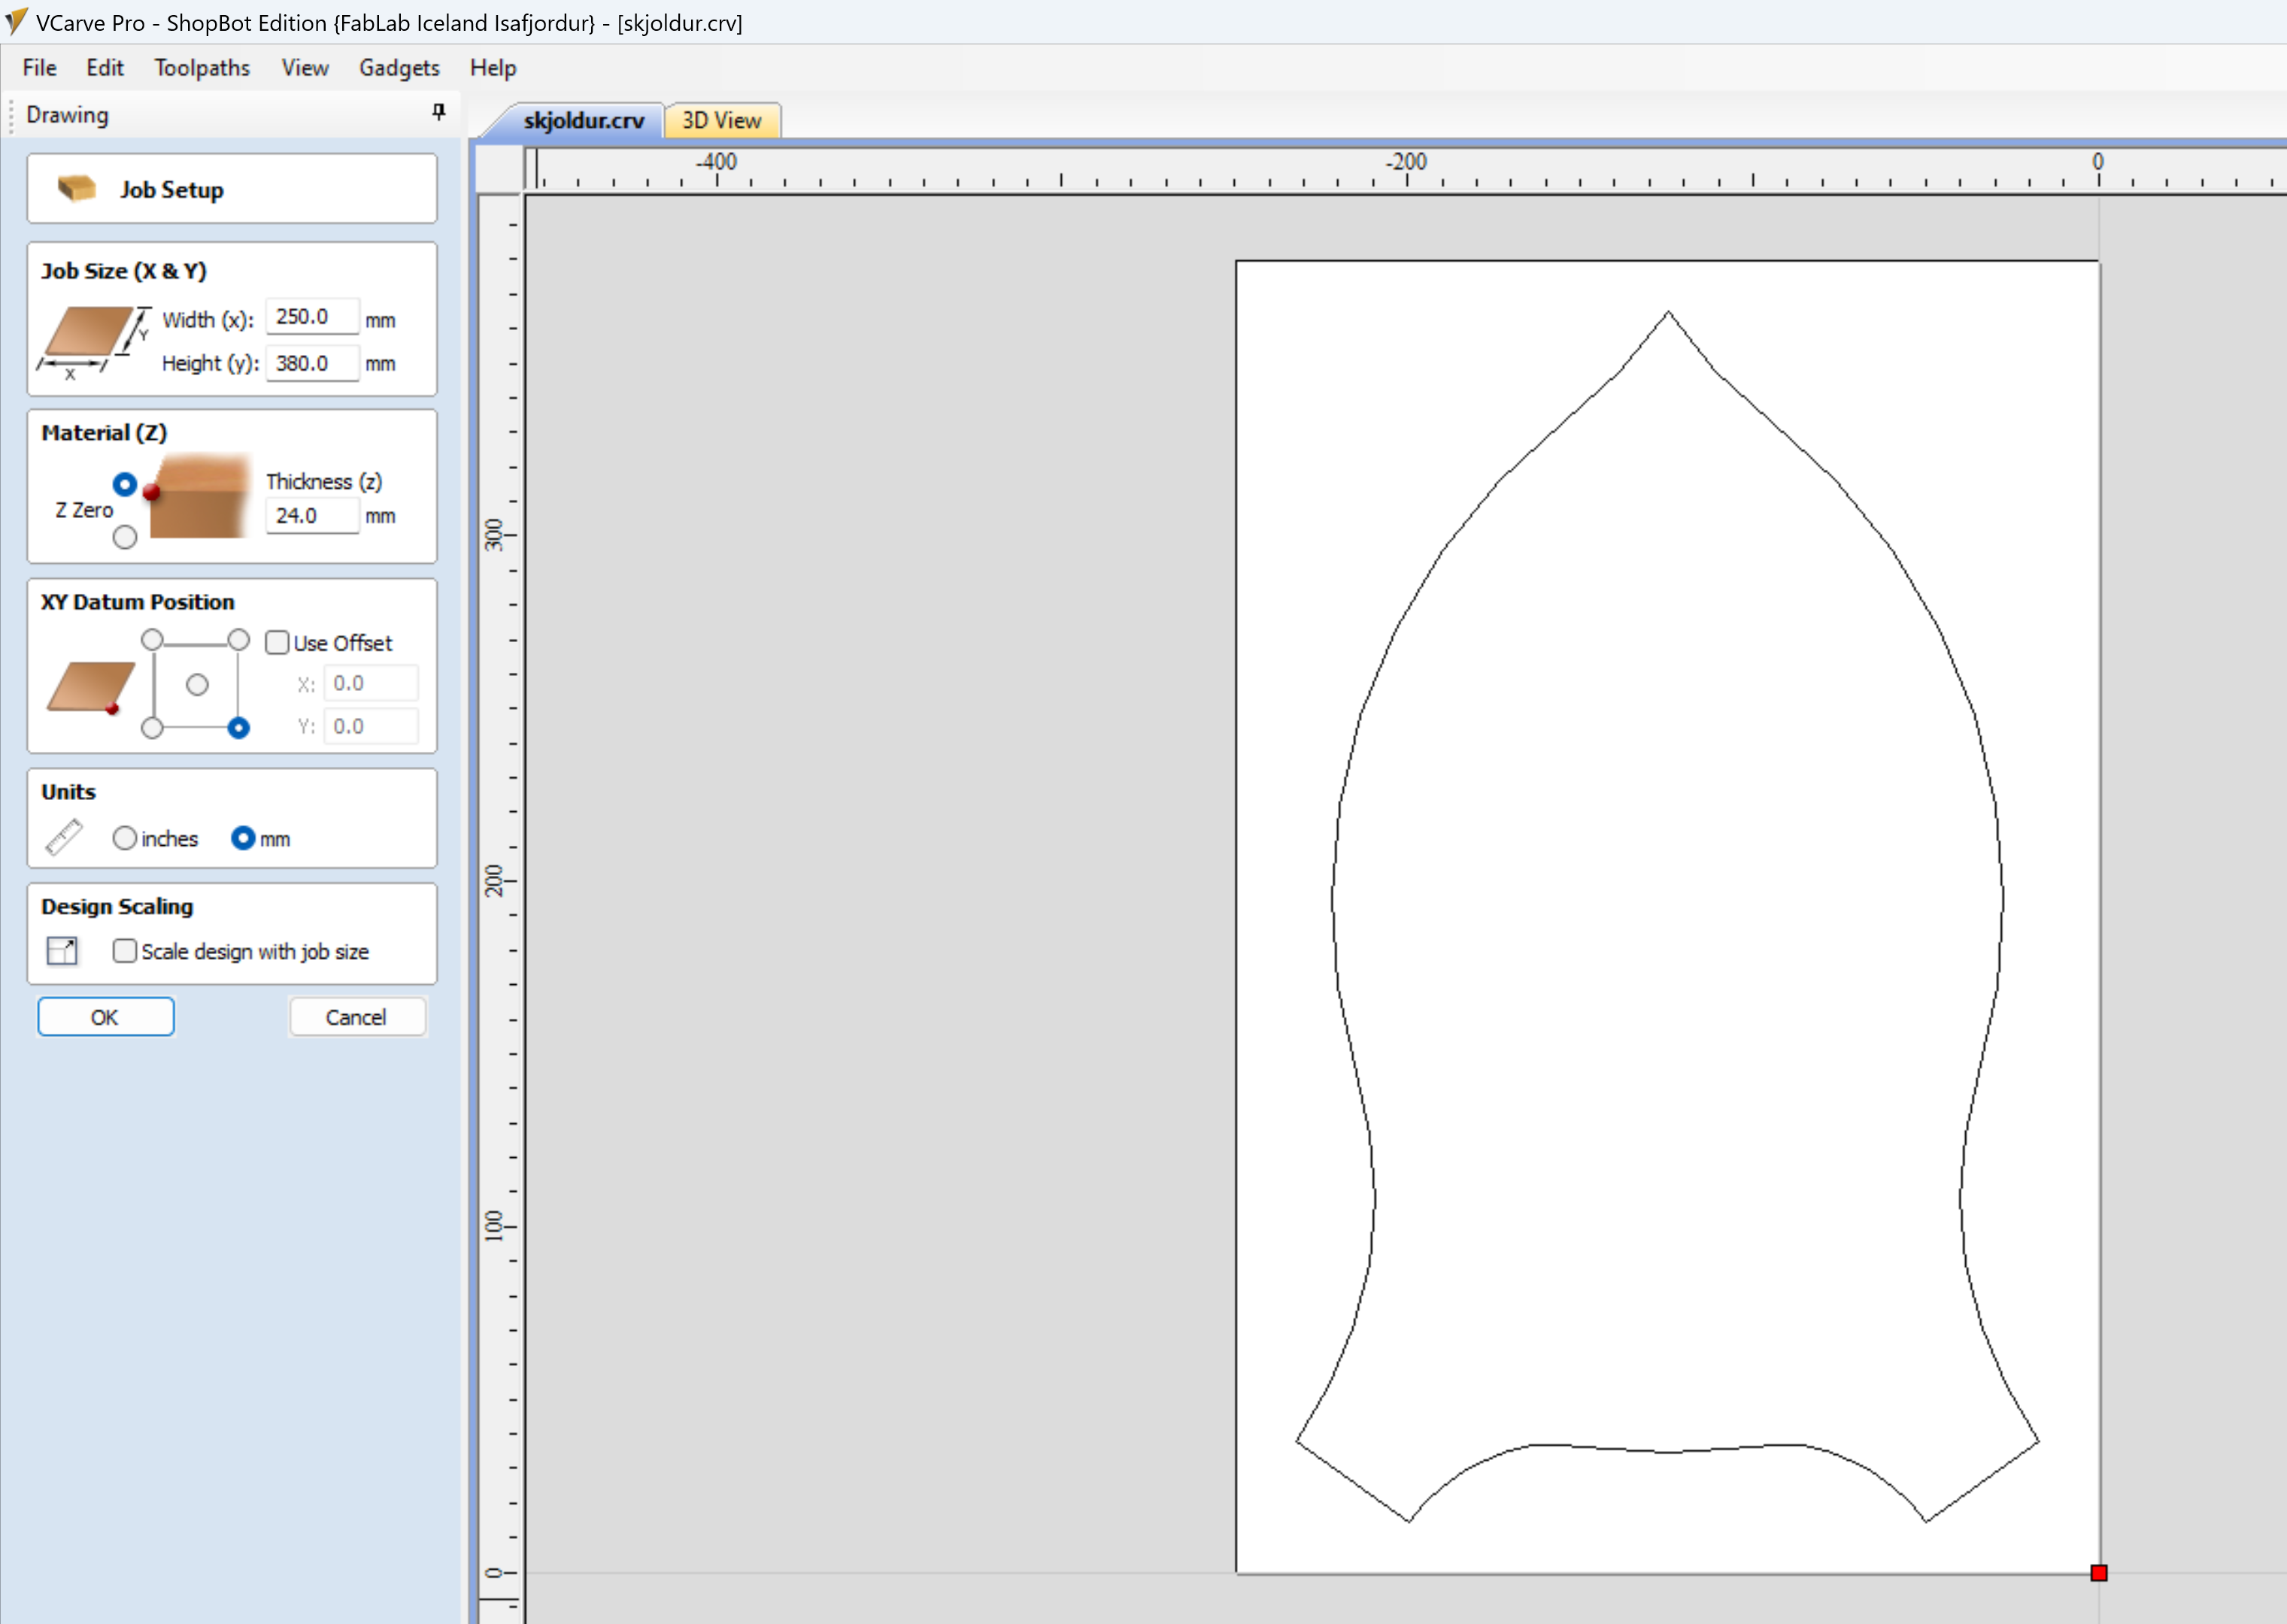 VCarve Pro - ShopBot Edition {FabLab Iceland Isafjordur} - [skjoldur.crv]
File Edit Toolpaths View Gadgets Help
Drawing
skjoldur.crv 3D View
-400 -200 0
Job Setup
Job Size (X & Y)
Width (x): 250.0 mm
Height (y): 380.0 mm
Y
X
Material (Z)
Thickness (z)
Z Zero
24.0 mm
XY Datum Position
Use Offset
X: 0.0
Y: 0.0
Units
inches mm
Design Scaling
Scale design with job size
OK Cancel
300
200
100
0